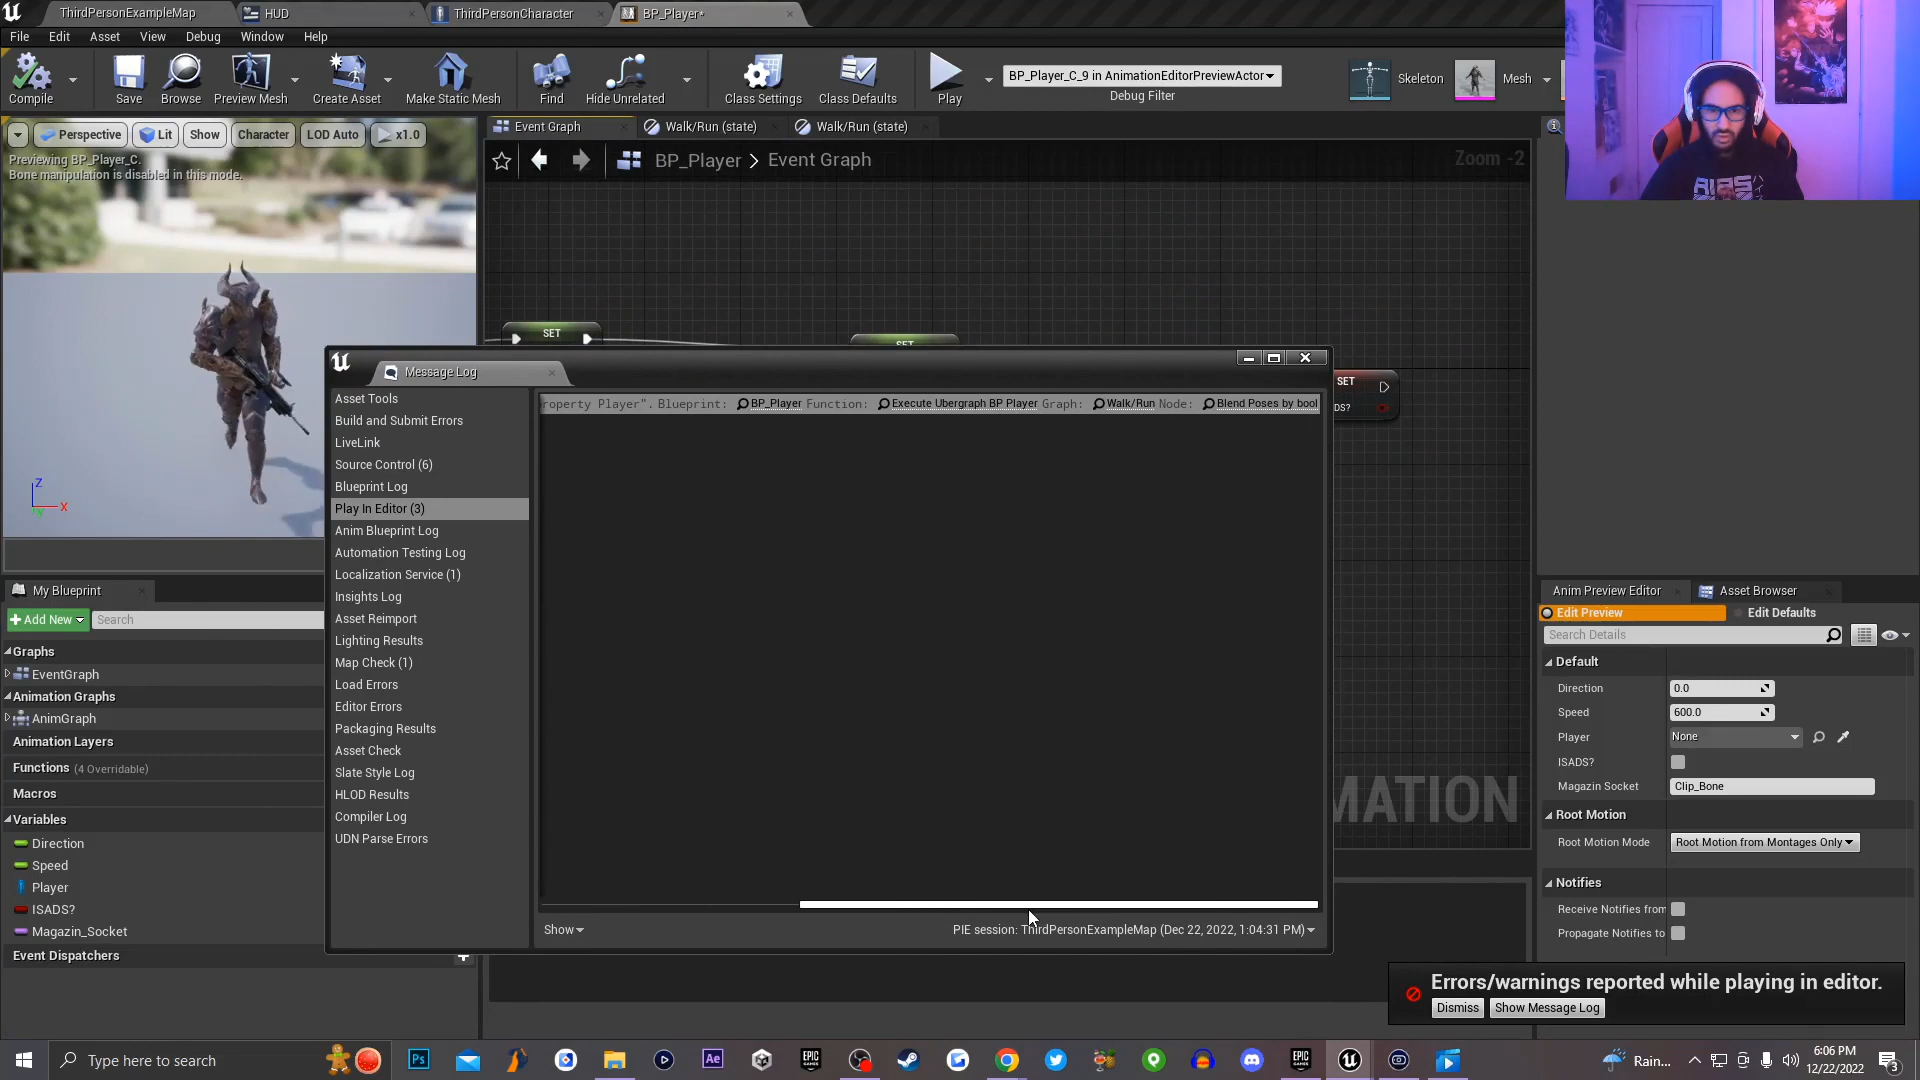 ThirdPersonExampleMap
HUD
ThirdPersonCharacter
BP_Player*
File Edit Asset View Debug Window Help
Compile
Save
Browse
Preview Mesh
Create Asset
Make Static Mesh
Find
Hide Unrelated
Class Settings
Class Defaults
Play
BP_Player_C_9 in AnimationEditorPreviewActor
Debug Filter
Skeleton
Mesh
Perspective
Lit
Show
Character
LOD Auto
x1.0
Previewing BP_Player_C.
Bone manipulation is disabled in this mode.
Event Graph
Walk/Run (state)
Walk/Run (state)
BP_Player > Event Graph
Zoom -2
SET
SET
SET
DS?
MATION
Z
X
Y
Message Log
Asset Tools
Build and Submit Errors
LiveLink
Source Control (6)
Blueprint Log
Play In Editor (3)
Anim Blueprint Log
Automation Testing Log
Localization Service (1)
Insights Log
Asset Reimport
Lighting Results
Map Check (1)
Load Errors
Editor Errors
Packaging Results
Asset Check
Slate Style Log
HLOD Results
Compiler Log
UDN Parse Errors
roperty Player". Blueprint: BP_Player Function: Execute Ubergraph BP Player Graph: Walk/Run Node: Blend Poses by bool
Show
PIE session: ThirdPersonExampleMap (Dec 22, 2022, 1:04:31 PM)
My Blueprint
+ Add New
Search
Graphs
EventGraph
Animation Graphs
AnimGraph
Animation Layers
Functions (4 Overridable)
Macros
Variables
Direction
Speed
Player
ISADS?
Magazin_Socket
Event Dispatchers
+
Anim Preview Editor
Asset Browser
Edit Preview
Edit Defaults
Search Details
Default
Direction 0.0
Speed 600.0
Player None
ISADS?
Magazin Socket Clip_Bone
Root Motion
Root Motion Mode Root Motion from Montages Only
Notifies
Receive Notifies from
Propagate Notifies to
Errors/warnings reported while playing in editor.
Dismiss
Show Message Log
Type here to search
Ps
Ae
EPIC GAMES
EPIC GAMES
Rain...
6:06 PM
12/22/2022
3